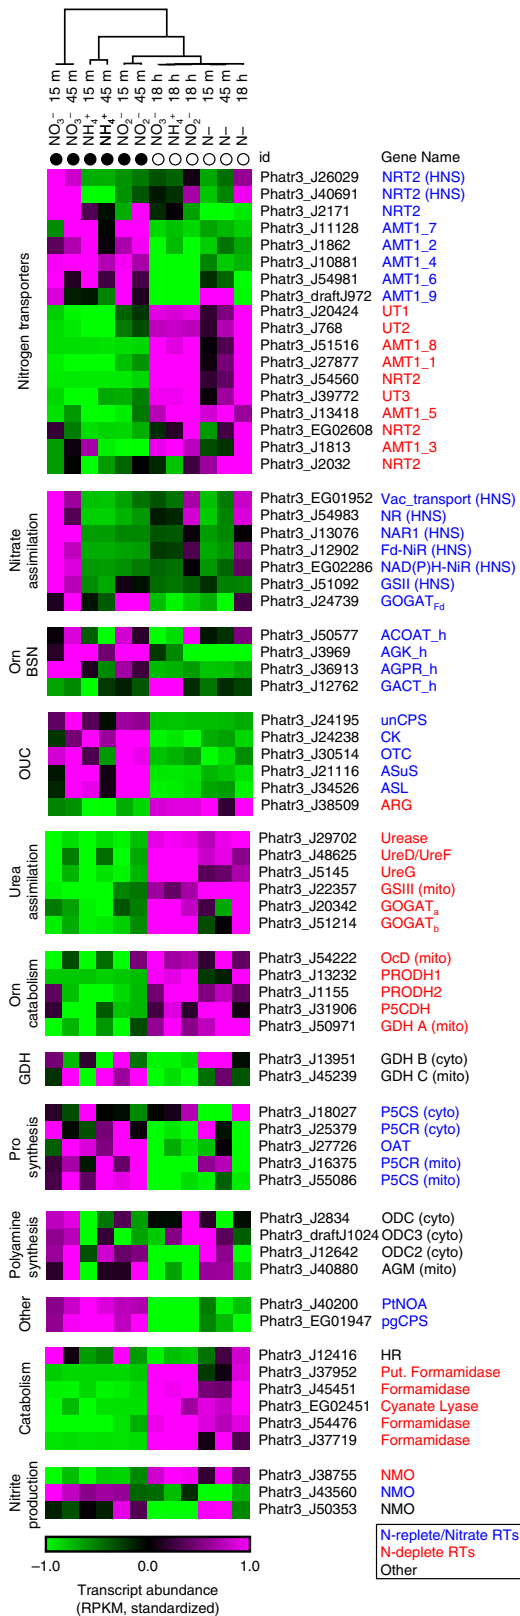 NO3− 15 m
NO3− 45 m
NH4+ 15 m
NH4+ 45 m
NO2− 15 m
NO2− 45 m
NO3− 18 h
NH4+ 18 h
NO2− 18 h
N− 15 m
N− 45 m
N− 18 h
id Gene Name
Nitrogen transporters
Phatr3_J26029 NRT2 (HNS)
Phatr3_J40691 NRT2 (HNS)
Phatr3_J2171 NRT2
Phatr3_J11128 AMT1_7
Phatr3_J1862 AMT1_2
Phatr3_J10881 AMT1_4
Phatr3_J54981 AMT1_6
Phatr3_draftJ972 AMT1_9
Phatr3_J20424 UT1
Phatr3_J768 UT2
Phatr3_J51516 AMT1_8
Phatr3_J27877 AMT1_1
Phatr3_J54560 NRT2
Phatr3_J39772 UT3
Phatr3_J13418 AMT1_5
Phatr3_EG02608 NRT2
Phatr3_J1813 AMT1_3
Phatr3_J2032 NRT2
Nitrate
assimilation
Phatr3_EG01952 Vac_transport (HNS)
Phatr3_J54983 NR (HNS)
Phatr3_J13076 NAR1 (HNS)
Phatr3_J12902 Fd-NiR (HNS)
Phatr3_EG02286 NAD(P)H-NiR (HNS)
Phatr3_J51092 GSII (HNS)
Phatr3_J24739 GOGATFd
Orn
BSN
Phatr3_J50577 ACOAT_h
Phatr3_J3969 AGK_h
Phatr3_J36913 AGPR_h
Phatr3_J12762 GACT_h
OUC
Phatr3_J24195 unCPS
Phatr3_J24238 CK
Phatr3_J30514 OTC
Phatr3_J21116 ASuS
Phatr3_J34526 ASL
Phatr3_J38509 ARG
Urea
assimilation
Phatr3_J29702 Urease
Phatr3_J48625 UreD/UreF
Phatr3_J5145 UreG
Phatr3_J22357 GSIII (mito)
Phatr3_J20342 GOGATa
Phatr3_J51214 GOGATb
Orn
catabolism
Phatr3_J54222 OcD (mito)
Phatr3_J13232 PRODH1
Phatr3_J1155 PRODH2
Phatr3_J31906 P5CDH
Phatr3_J50971 GDH A (mito)
GDH
Phatr3_J13951 GDH B (cyto)
Phatr3_J45239 GDH C (mito)
Pro
synthesis
Phatr3_J18027 P5CS (cyto)
Phatr3_J25379 P5CR (cyto)
Phatr3_J27726 OAT
Phatr3_J16375 P5CR (mito)
Phatr3_J55086 P5CS (mito)
Polyamine
synthesis
Phatr3_J2834 ODC (cyto)
Phatr3_draftJ1024 ODC3 (cyto)
Phatr3_J12642 ODC2 (cyto)
Phatr3_J40880 AGM (mito)
Other
Phatr3_J40200 PtNOA
Phatr3_EG01947 pgCPS
Catabolism
Phatr3_J12416 HR
Phatr3_J37952 Put. Formamidase
Phatr3_J45451 Formamidase
Phatr3_EG02451 Cyanate Lyase
Phatr3_J54476 Formamidase
Phatr3_J37719 Formamidase
Nitrite
production
Phatr3_J38755 NMO
Phatr3_J43560 NMO
Phatr3_J50353 NMO
−1.0 0.0 1.0
Transcript abundance
(RPKM, standardized)
N-replete/Nitrate RTs
N-deplete RTs
Other